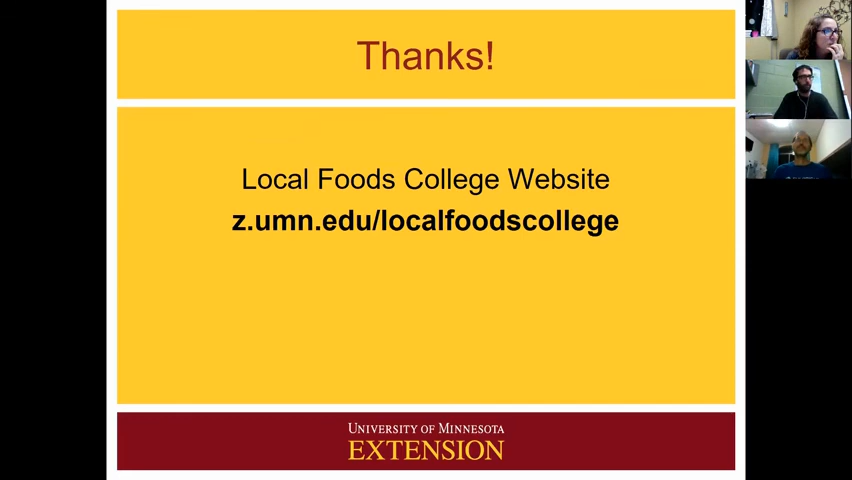 Thanks!
Local Foods College Website
z.umn.edu/localfoodscollege
UNIVERSITY OF MINNESOTA
EXTENSION